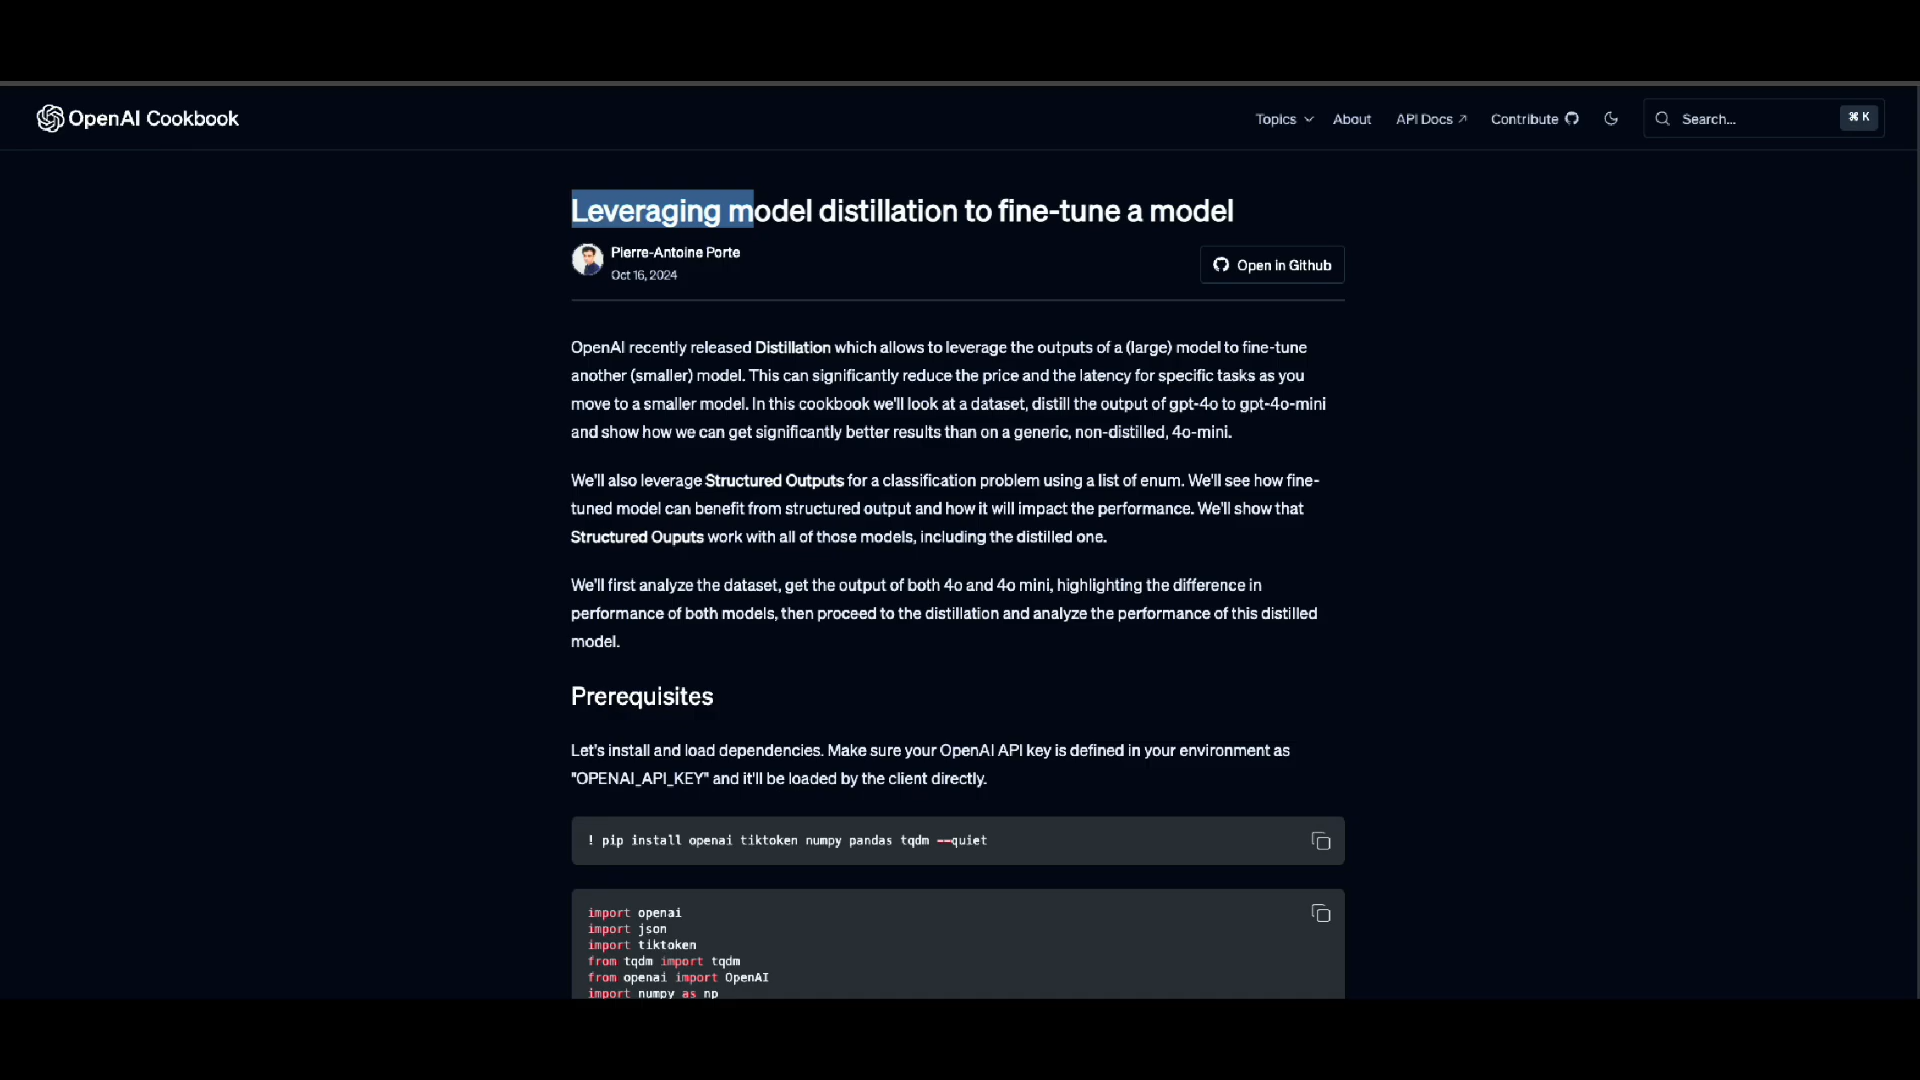 OpenAI Cookbook
Topics
About
API Docs ↗
Contribute
Search...
⌘ K
Leveraging model distillation to fine-tune a model
Pierre-Antoine Porte
Oct 16, 2024
Open in Github
OpenAI recently released Distillation which allows to leverage the outputs of a (large) model to fine-tune
another (smaller) model. This can significantly reduce the price and the latency for specific tasks as you
move to a smaller model. In this cookbook we'll look at a dataset, distill the output of gpt-4o to gpt-4o-mini
and show how we can get significantly better results than on a generic, non-distilled, 4o-mini.
We'll also leverage Structured Outputs for a classification problem using a list of enum. We'll see how fine-
tuned model can benefit from structured output and how it will impact the performance. We'll show that
Structured Ouputs work with all of those models, including the distilled one.
We'll first analyze the dataset, get the output of both 4o and 4o mini, highlighting the difference in
performance of both models, then proceed to the distillation and analyze the performance of this distilled
model.
Prerequisites
Let's install and load dependencies. Make sure your OpenAI API key is defined in your environment as
"OPENAI_API_KEY" and it'll be loaded by the client directly.
! pip install openai tiktoken numpy pandas tqdm --quiet
import openai
import json
import tiktoken
from tqdm import tqdm
from openai import OpenAI
import numpy as np